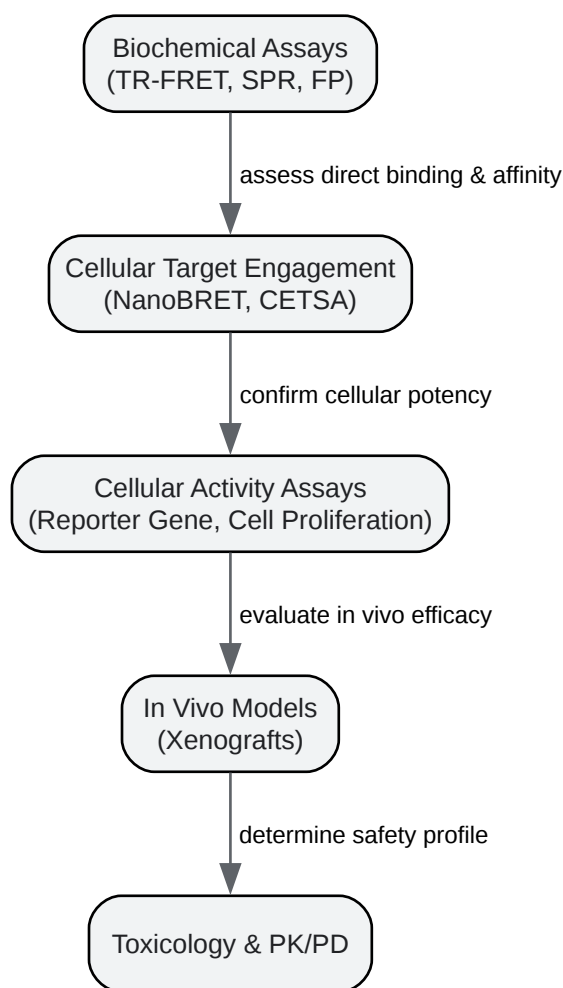 Biochemical Assays
(TR-FRET, SPR, FP)
assess direct binding & affinity
Cellular Target Engagement
(NanoBRET, CETSA)
confirm cellular potency
Cellular Activity Assays
(Reporter Gene, Cell Proliferation)
evaluate in vivo efficacy
In Vivo Models
(Xenografts)
determine safety profile
Toxicology & PK/PD